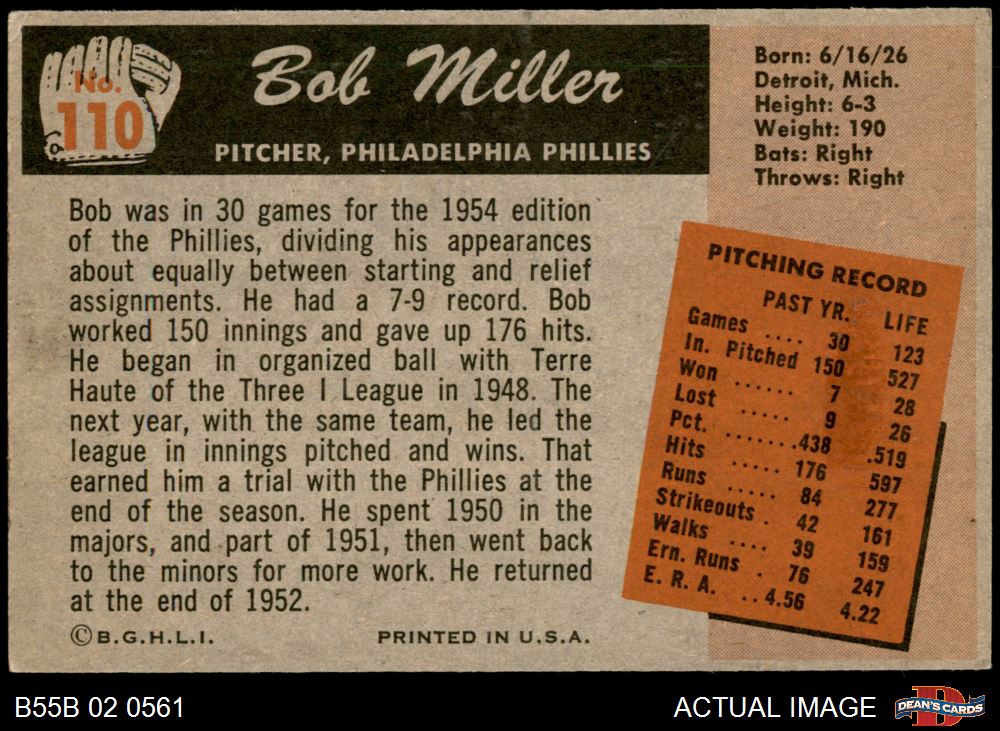 No.
110
Bob Miller
PITCHER, PHILADELPHIA PHILLIES
Born: 6/16/26
Detroit, Mich.
Height: 6-3
Weight: 190
Bats: Right
Throws: Right
Bob was in 30 games for the 1954 edition
of the Phillies, dividing his appearances
about equally between starting and relief
assignments. He had a 7-9 record. Bob
worked 150 innings and gave up 176 hits.
He began in organized ball with Terre
Haute of the Three I League in 1948. The
next year, with the same team, he led the
league in innings pitched and wins. That
earned him a trial with the Phillies at the
end of the season. He spent 1950 in the
majors, and part of 1951, then went back
to the minors for more work. He returned
at the end of 1952.
©B.G.H.L.I. PRINTED IN U.S.A.
PITCHING RECORD
PAST YR. LIFE
Games .... 30 123
In. Pitched 150 527
Won ...... 7 28
Lost ..... 9 26
Pct. ....... .438 .519
Hits ..... 176 597
Runs ..... 84 277
Strikeouts . 42 161
Walks .... 39 159
Ern. Runs . 76 247
E. R. A. .. 4.56 4.22
B55B 02 0561
ACTUAL IMAGE
DEAN'S CARDS